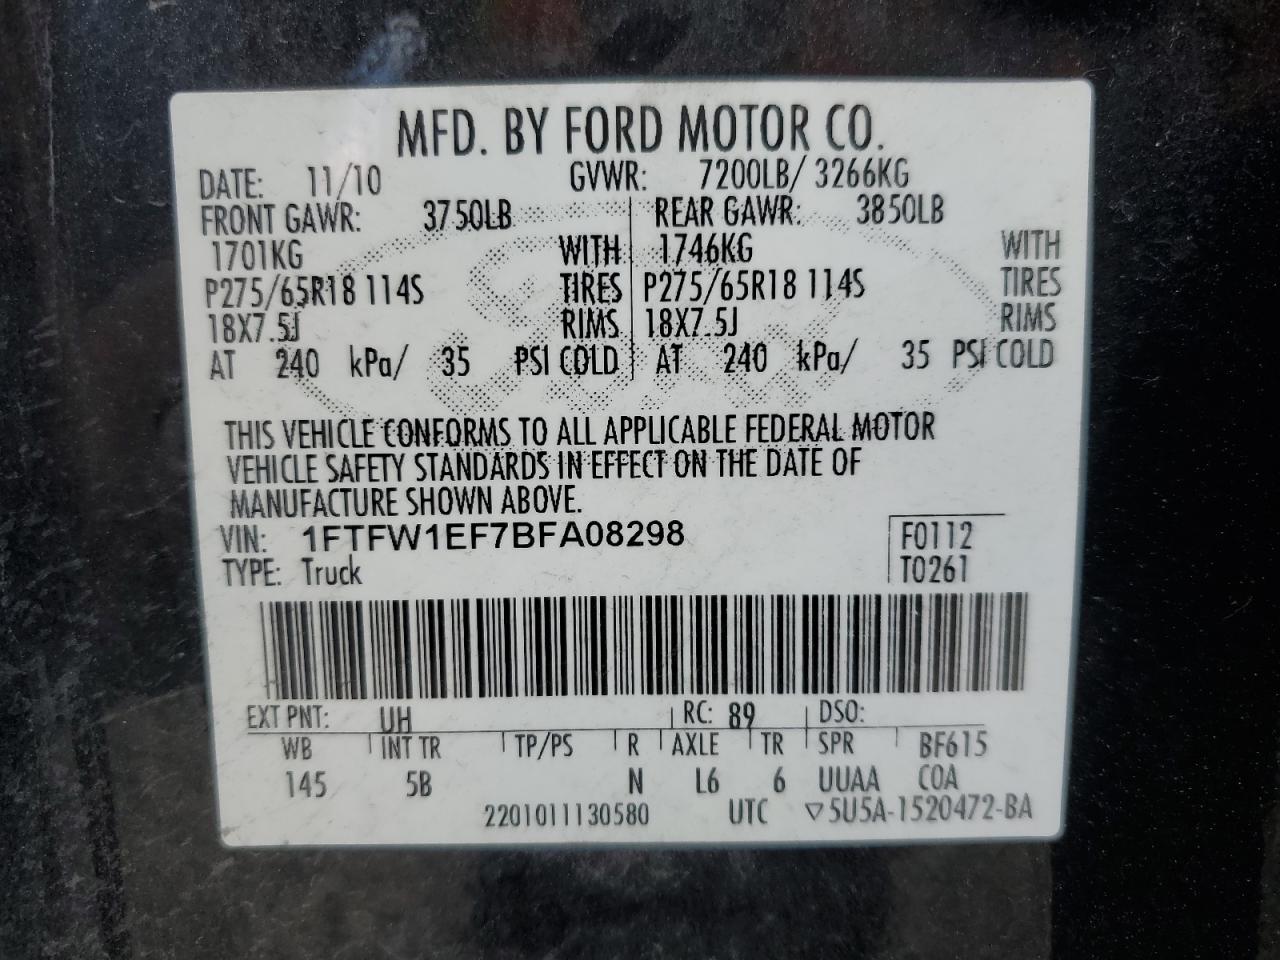 MFD. BY FORD MOTOR CO.
DATE: 11/10 GVWR: 7200LB/ 3266KG
FRONT GAWR: 3750LB REAR GAWR: 3850LB
1701KG WITH 1746KG WITH
P275/65R18 114S TIRES P275/65R18 114S TIRES
18X7.5J RIMS 18X7.5J RIMS
AT 240 kPa/ 35 PSI COLD AT 240 kPa/ 35 PSI COLD
THIS VEHICLE CONFORMS TO ALL APPLICABLE FEDERAL MOTOR
VEHICLE SAFETY STANDARDS IN EFFECT ON THE DATE OF
MANUFACTURE SHOWN ABOVE.
VIN: 1FTFW1EF7BFA08298 F0112
TYPE: Truck T0261
EXT PNT: UH RC: 89 DSO:
WB INT TR TP/PS R AXLE TR SPR BF615
145 5B N L6 6 UUAA COA
2201011130580 UTC ▽5U5A-1520472-BA